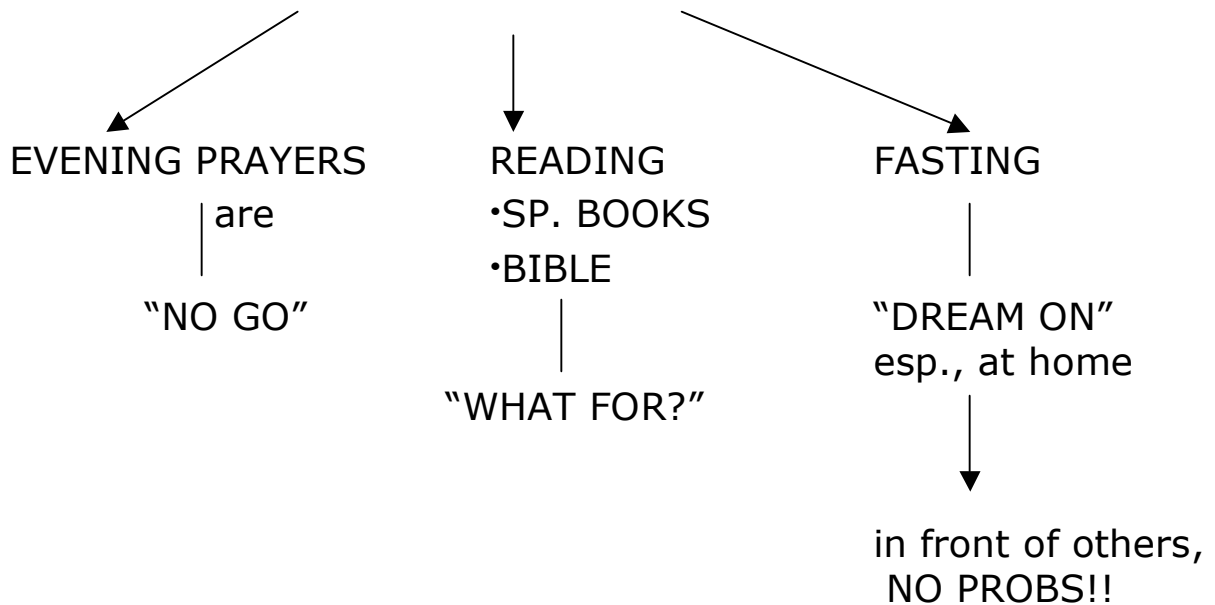 EVENING PRAYERS
are
“NO GO”
READING
•SP. BOOKS
•BIBLE
“WHAT FOR?”
FASTING
“DREAM ON”
esp., at home
in front of others,
NO PROBS!!